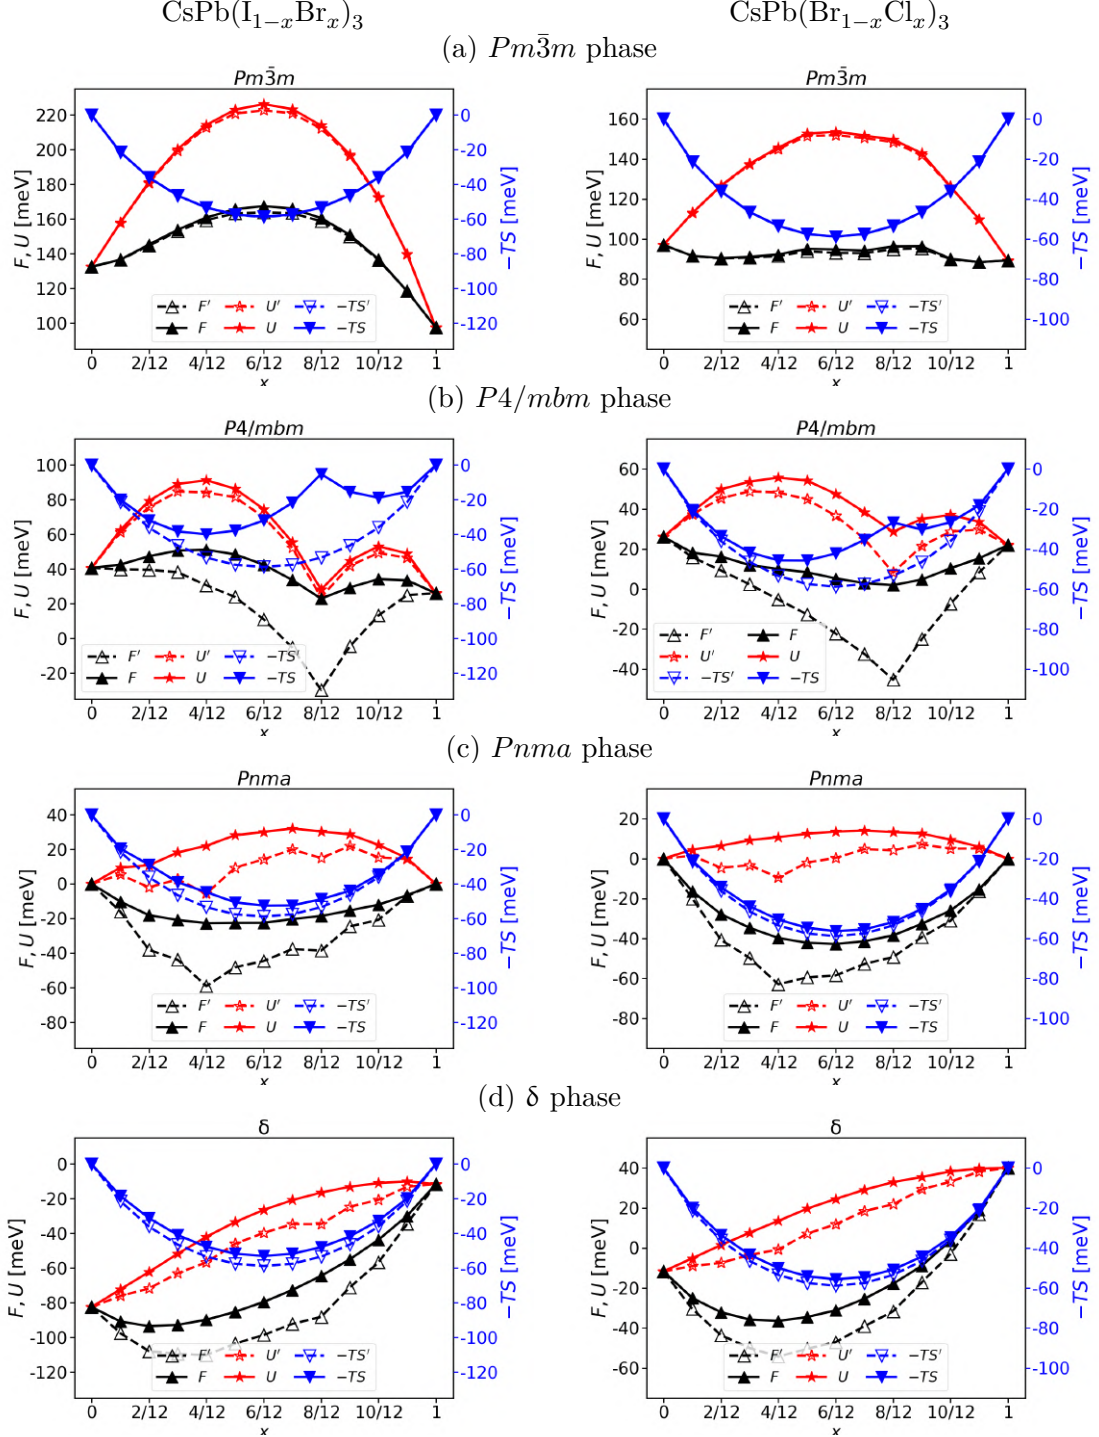 CsPb(I₁₋ₓBrₓ)₃ CsPb(Br₁₋ₓClₓ)₃
(a) Pm3̄m phase
Pm3̄m
F, U [meV]
220
200
180
160
140
120
100
0
-20
-40
-60
-80
-100
-120
−TS [meV]
F′ U′ −TS′
F U −TS
0 2/12 4/12 6/12 8/12 10/12 1
x
Pm3̄m
F, U [meV]
160
140
120
100
80
60
0
-20
-40
-60
-80
-100
−TS [meV]
F′ U′ −TS′
F U −TS
0 2/12 4/12 6/12 8/12 10/12 1
x
(b) P4/mbm phase
P4/mbm
F, U [meV]
100
80
60
40
20
0
-20
0
-20
-40
-60
-80
-100
-120
−TS [meV]
F′ U′ −TS′
F U −TS
0 2/12 4/12 6/12 8/12 10/12 1
x
P4/mbm
F, U [meV]
60
40
20
0
-20
-40
0
-20
-40
-60
-80
-100
−TS [meV]
F′ F
U′ U
−TS′ −TS
0 2/12 4/12 6/12 8/12 10/12 1
x
(c) Pnma phase
Pnma
F, U [meV]
40
20
0
-20
-40
-60
-80
0
-20
-40
-60
-80
-100
-120
−TS [meV]
F′ U′ −TS′
F U −TS
0 2/12 4/12 6/12 8/12 10/12 1
x
Pnma
F, U [meV]
20
0
-20
-40
-60
-80
0
-20
-40
-60
-80
-100
−TS [meV]
F′ U′ −TS′
F U −TS
0 2/12 4/12 6/12 8/12 10/12 1
x
(d) δ phase
δ
F, U [meV]
0
-20
-40
-60
-80
-100
-120
0
-20
-40
-60
-80
-100
-120
−TS [meV]
F′ U′ −TS′
F U −TS
0 2/12 4/12 6/12 8/12 10/12 1
x
δ
F, U [meV]
40
20
0
-20
-40
-60
0
-20
-40
-60
-80
-100
−TS [meV]
F′ U′ −TS′
F U −TS
0 2/12 4/12 6/12 8/12 10/12 1
x